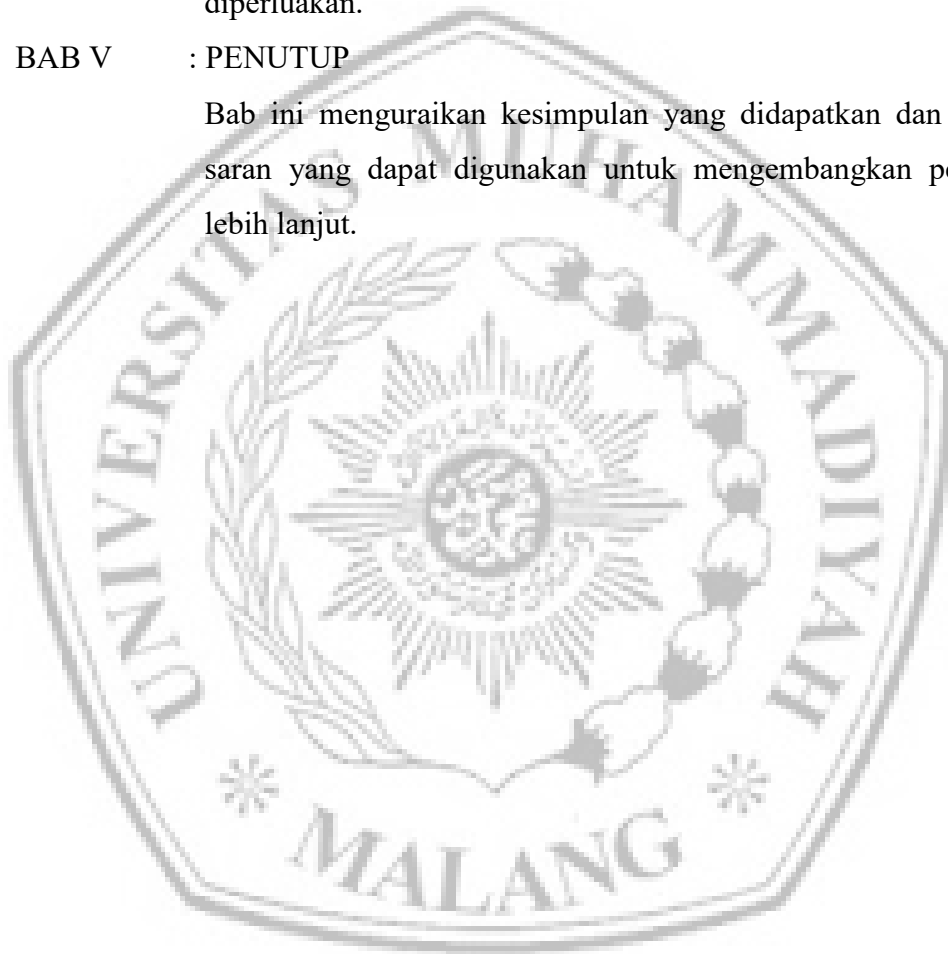 diperluakan.
BAB V : PENUTUP
Bab ini menguraikan kesimpulan yang didapatkan dan
saran yang dapat digunakan untuk mengembangkan
lebih lanjut.
UNIVERSITAS MUHAMMADIYAH
MALANG